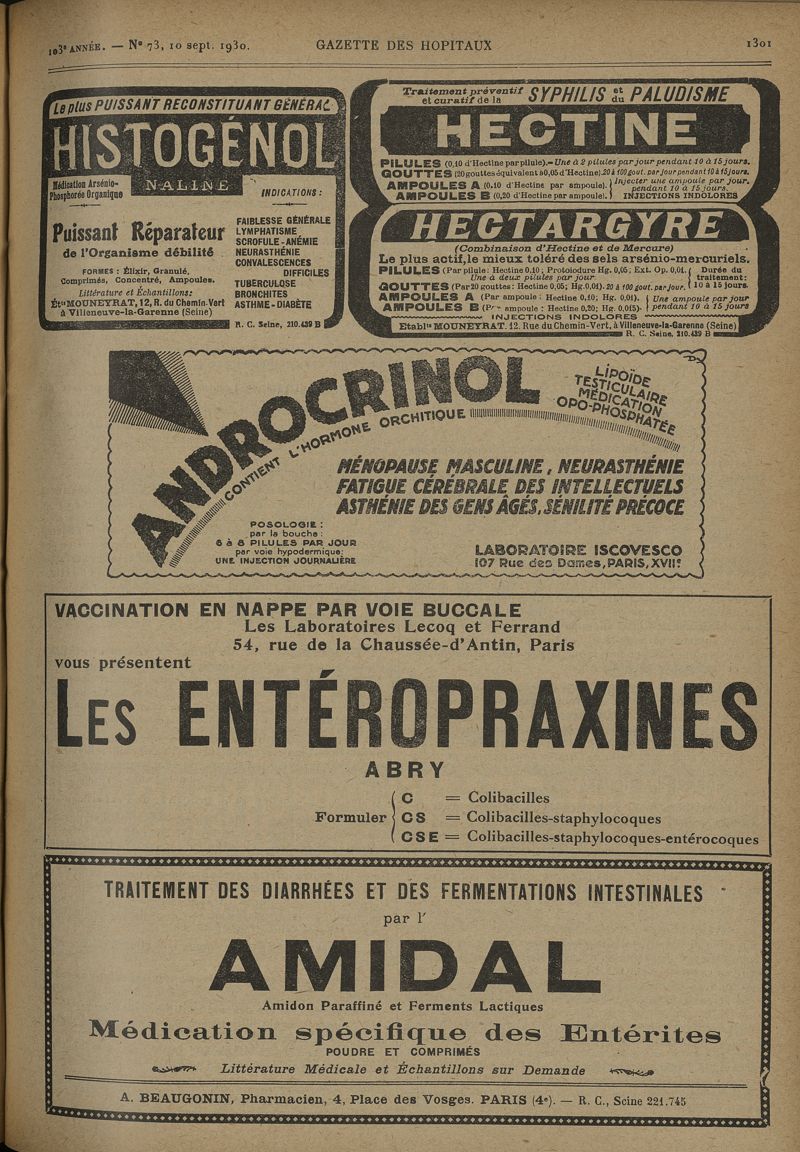 103e ANNÉE. — No 73, 10 sept. 1930.
GAZETTE DES HOPITAUX
1301
Le plus PUISSANT RECONSTITUANT GÉNÉRAL
HISTOGÉNOL
NALINE
Médication Arsénio-
Phosphorée Organique
Puissant Réparateur
de l'Organisme débilité
FORMES : Élixir, Granulé,
Comprimés, Concentré, Ampoules.
Littérature et Échantillons:
Étts MOUNEYRAT, 12, R. du Chemin-Vert
à Villeneuve-la-Garenne (Seine)
INDICATIONS :
FAIBLESSE GÉNÉRALE
LYMPHATISME
SCROFULE - ANÉMIE
NEURASTHÉNIE
CONVALESCENCES
DIFFICILES
TUBERCULOSE
BRONCHITES
ASTHME - DIABÈTE
R. C. Seine, 210.439 B
Traitement préventif et curatif de la SYPHILIS et du PALUDISME
HECTINE
PILULES (0,10 d'Hectine par pilule).—Une à 2 pilules par jour pendant 10 à 15 jours.
GOUTTES (20 gouttes équivalent à 0,05 d'Hectine). 20 à 100 gout. par jour pendant 10 à 15 jours.
AMPOULES A (0,10 d'Hectine par ampoule). Injecter une ampoule par jour,
AMPOULES B (0,20 d'Hectine par ampoule). pendant 10 à 15 jours.
INJECTIONS INDOLORES
HECTARGYRE
(Combinaison d'Hectine et de Mercure)
Le plus actif, le mieux toléré des sels arsénio-mercuriels.
PILULES (Par pilule : Hectine 0,10 ; Protoiodure Hg. 0,05 ; Ext. Op. 0,01.
Une à deux pilules par jour
GOUTTES (Par 20 gouttes : Hectine 0,05 ; Hg. 0,01). 20 à 100 gout. par jour.
Durée du traitement : 10 à 15 jours.
AMPOULES A (Par ampoule : Hectine 0,10 ; Hg. 0,01). Une ampoule par jour
AMPOULES B (Par ampoule : Hectine 0,20 ; Hg. 0,015). pendant 10 à 15 jours
INJECTIONS INDOLORES
Etablts MOUNEYRAT, 12, Rue du Chemin-Vert, à Villeneuve-la-Garenne (Seine)
R. C. Seine, 210.439 B
ANDROCRINOL
CONTIENT L'HORMONE ORCHITIQUE
LIPOÏDE
TESTICULAIRE
MÉDICATION
OPO-PHOSPHATÉE
MÉNOPAUSE MASCULINE, NEURASTHÉNIE
FATIGUE CÉRÉBRALE DES INTELLECTUELS
ASTHÉNIE DES GENS ÂGÉS, SÉNILITÉ PRÉCOCE
POSOLOGIE :
par la bouche :
6 à 8 PILULES PAR JOUR
par voie hypodermique:
UNE INJECTION JOURNALIÈRE
LABORATOIRE ISCOVESCO
107 Rue des Dames, PARIS, XVIIe
VACCINATION EN NAPPE PAR VOIE BUCCALE
Les Laboratoires Lecoq et Ferrand
54, rue de la Chaussée-d'Antin, Paris
vous présentent
LES ENTÉROPRAXINES
ABRY
Formuler
C = Colibacilles
CS = Colibacilles-staphylocoques
CSE = Colibacilles-staphylocoques-entérocoques
TRAITEMENT DES DIARRHÉES ET DES FERMENTATIONS INTESTINALES
par l'
AMIDAL
Amidon Paraffiné et Ferments Lactiques
Médication spécifique des Entérites
POUDRE ET COMPRIMÉS
Littérature Médicale et Échantillons sur Demande
A. BEAUGONIN, Pharmacien, 4, Place des Vosges. PARIS (4e). — R. C., Seine 221.745